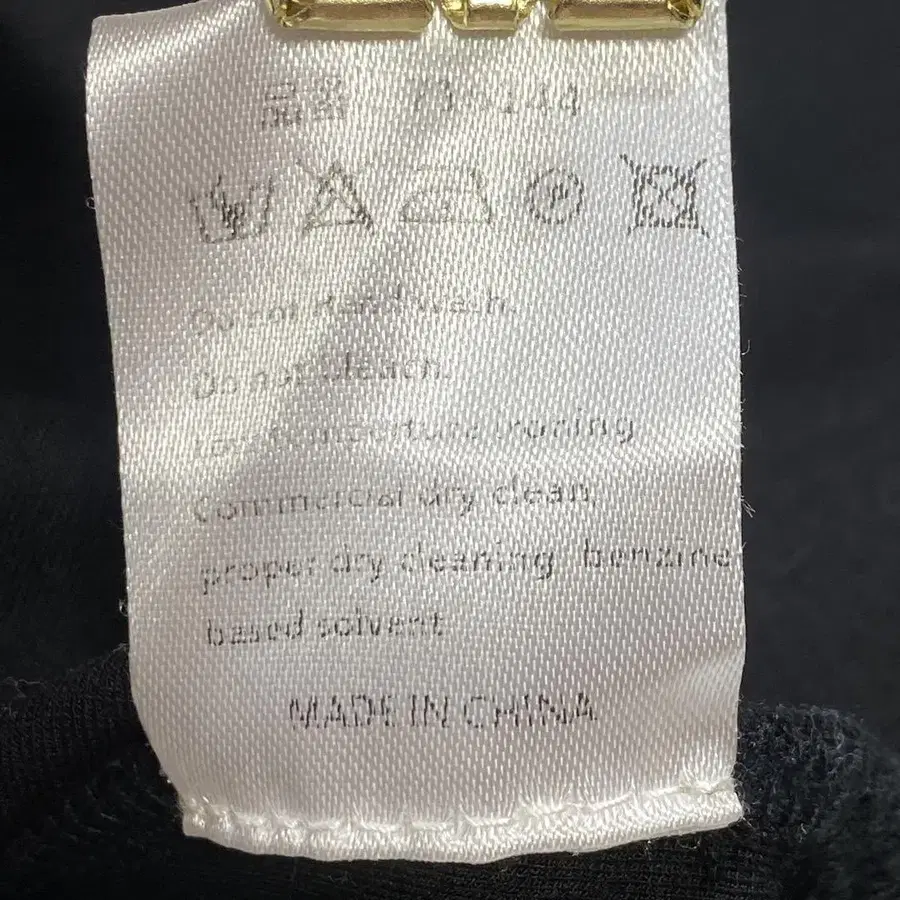 Do not Hand wash.
Do not bleach.
ironing
Commercial dry clean,
proper dry cleaning benzine
based solvent
MADE IN CHINA